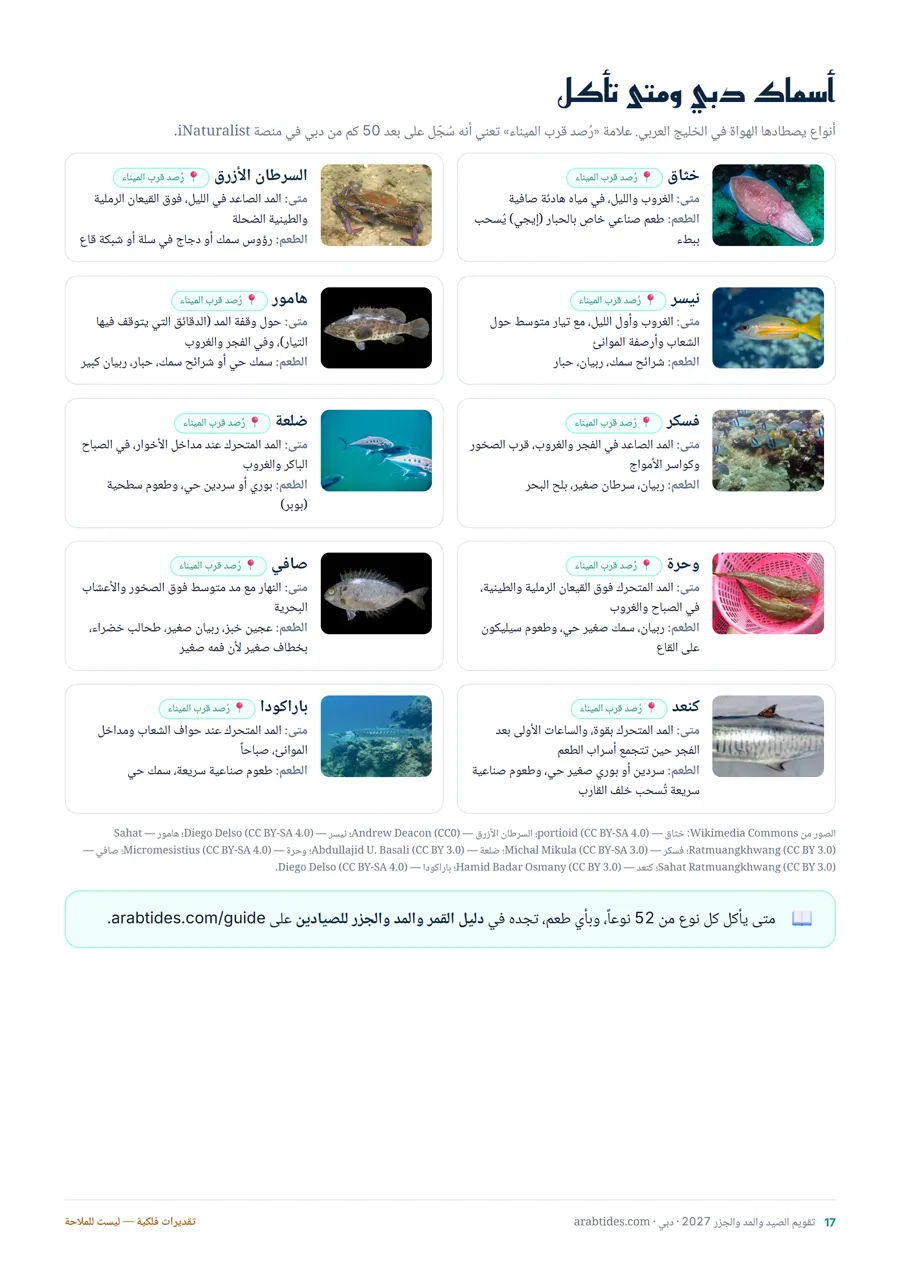 أسماك دبي ومتى تأكل
أنواع يصطادها الهواة في الخليج العربي. علامة «رُصد قرب الميناء» تعني أنه سُجّل على بعد 50 كم من دبي في منصة iNaturalist.
خثاق 📍 رُصد قرب الميناء
متى: الغروب والليل، في مياه هادئة صافية
الطعم: طعم صناعي خاص بالحبار (إيجي) يُسحب
ببطء
السرطان الأزرق 📍 رُصد قرب الميناء
متى: المد الصاعد في الليل، فوق القيعان الرملية
والطينية الضحلة
الطعم: رؤوس سمك أو دجاج في سلة أو شبكة قاع
نيسر 📍 رُصد قرب الميناء
متى: الغروب وأول الليل، مع تيار متوسط حول
الشعاب وأرصفة الموانئ
الطعم: شرائح سمك، ربيان، حبار
هامور 📍 رُصد قرب الميناء
متى: حول وقفة المد (الدقائق التي يتوقف فيها
التيار)، وفي الفجر والغروب
الطعم: سمك حي أو شرائح سمك، حبار، ربيان كبير
فسكر 📍 رُصد قرب الميناء
متى: المد الصاعد في الفجر والغروب، قرب الصخور
وكواسر الأمواج
الطعم: ربيان، سرطان صغير، بلح البحر
ضلعة 📍 رُصد قرب الميناء
متى: المد المتحرك عند مداخل الأخوار، في الصباح
الباكر والغروب
الطعم: بوري أو سردين حي، وطعوم سطحية
(بوبر)
وحرة 📍 رُصد قرب الميناء
متى: المد المتحرك فوق القيعان الرملية والطينية،
في الصباح والغروب
الطعم: ربيان، سمك صغير حي، وطعوم سيليكون
على القاع
صافي 📍 رُصد قرب الميناء
متى: النهار مع مد متوسط فوق الصخور والأعشاب
البحرية
الطعم: عجين خبز، ربيان صغير، طحالب خضراء،
بخطاف صغير لأن فمه صغير
كنعد 📍 رُصد قرب الميناء
متى: المد المتحرك بقوة، والساعات الأولى بعد
الفجر حين تتجمع أسراب الطعم
الطعم: سردين أو بوري صغير حي، وطعوم صناعية
سريعة تُسحب خلف القارب
باراكودا 📍 رُصد قرب الميناء
متى: المد المتحرك عند حواف الشعاب ومداخل
الموانئ، صباحاً
الطعم: طعوم صناعية سريعة، سمك حي
الصور من Wikimedia Commons: خثاق — portioid (CC BY-SA 4.0)؛ السرطان الأزرق — Andrew Deacon (CC0)؛ نيسر — Diego Delso (CC BY-SA 4.0)؛ هامور — Sahat
Ratmuangkhwang (CC BY 3.0)؛ فسكر — Michal Mikula (CC BY-SA 3.0)؛ ضلعة — Abdullajid U. Basali (CC BY 3.0)؛ وحرة — Micromesistius (CC BY-SA 4.0)؛ صافي —
Sahat Ratmuangkhwang (CC BY 3.0)؛ كنعد — Hamid Badar Osmany (CC BY 3.0)؛ باراكودا — Diego Delso (CC BY-SA 4.0).
📖 متى يأكل كل نوع من 52 نوعاً، وبأي طعم، تجده في دليل القمر والمد والجزر للصيادين على arabtides.com/guide.
17 تقويم الصيد والمد والجزر 2027 · دبي · arabtides.com
تقديرات فلكية — ليست للملاحة